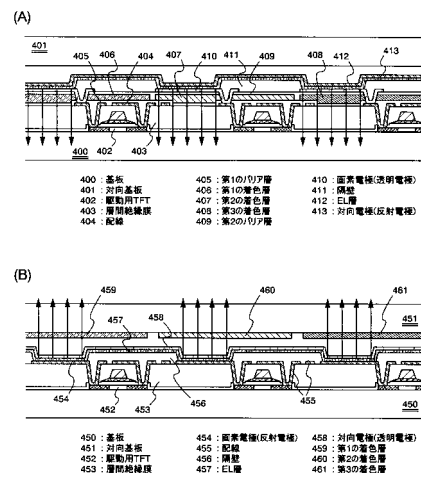 (A)
401
405 406 404 407 410 411 409 408 412 413
400 402 403
400 : 基板
401 : 対向基板
402 : 駆動用TFT
403 : 層間絶縁膜
404 : 配線
405 : 第1のバリア層
406 : 第1の着色層
407 : 第2の着色層
408 : 第3の着色層
409 : 第2のバリア層
410 : 画素電極(透明電極)
411 : 隔壁
412 : EL層
413 : 対向電極(反射電極)
(B)
459 457 458 460 461
451
454 452 453 456 455 450
450 : 基板
451 : 対向基板
452 : 駆動用TFT
453 : 層間絶縁膜
454 : 画素電極(反射電極)
455 : 配線
456 : 隔壁
457 : EL層
458 : 対向電極(透明電極)
459 : 第1の着色層
460 : 第2の着色層
461 : 第3の着色層